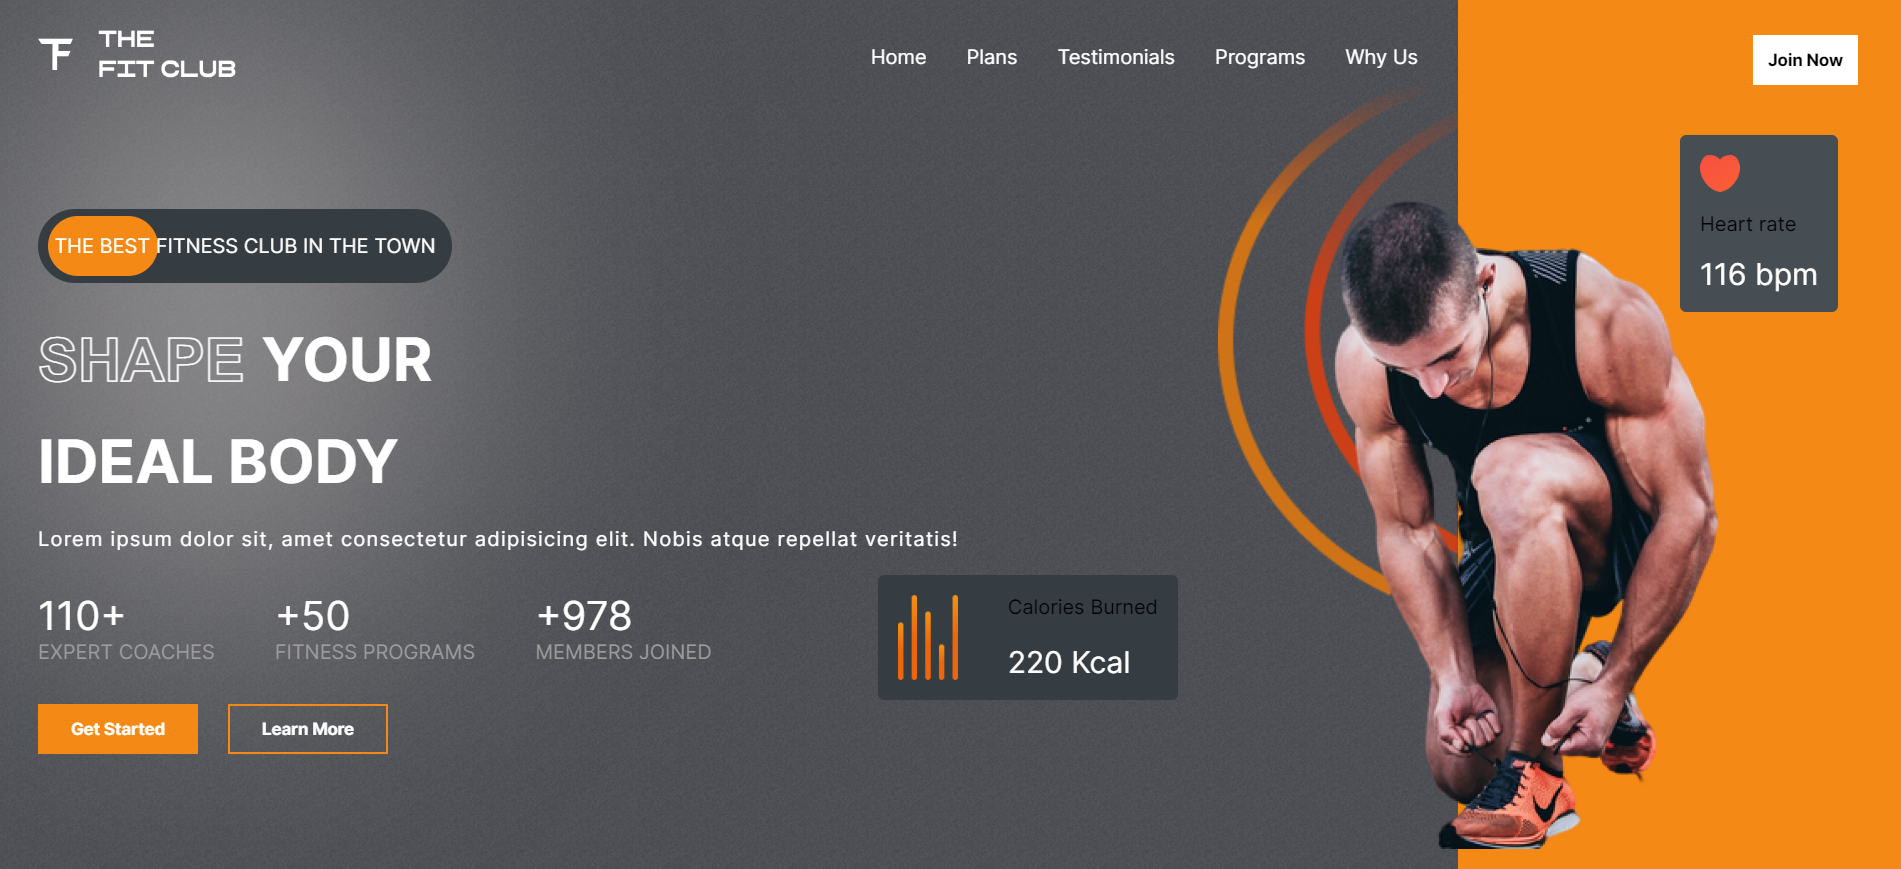 THE
FIT CLUB
Home
Plans
Testimonials
Programs
Why Us
Join Now
Heart rate
116 bpm
THE BEST FITNESS CLUB IN THE TOWN
SHAPE YOUR
IDEAL BODY
Lorem ipsum dolor sit, amet consectetur adipisicing elit. Nobis atque repellat veritatis!
110+
EXPERT COACHES
+50
FITNESS PROGRAMS
+978
MEMBERS JOINED
Calories Burned
220 Kcal
Get Started
Learn More